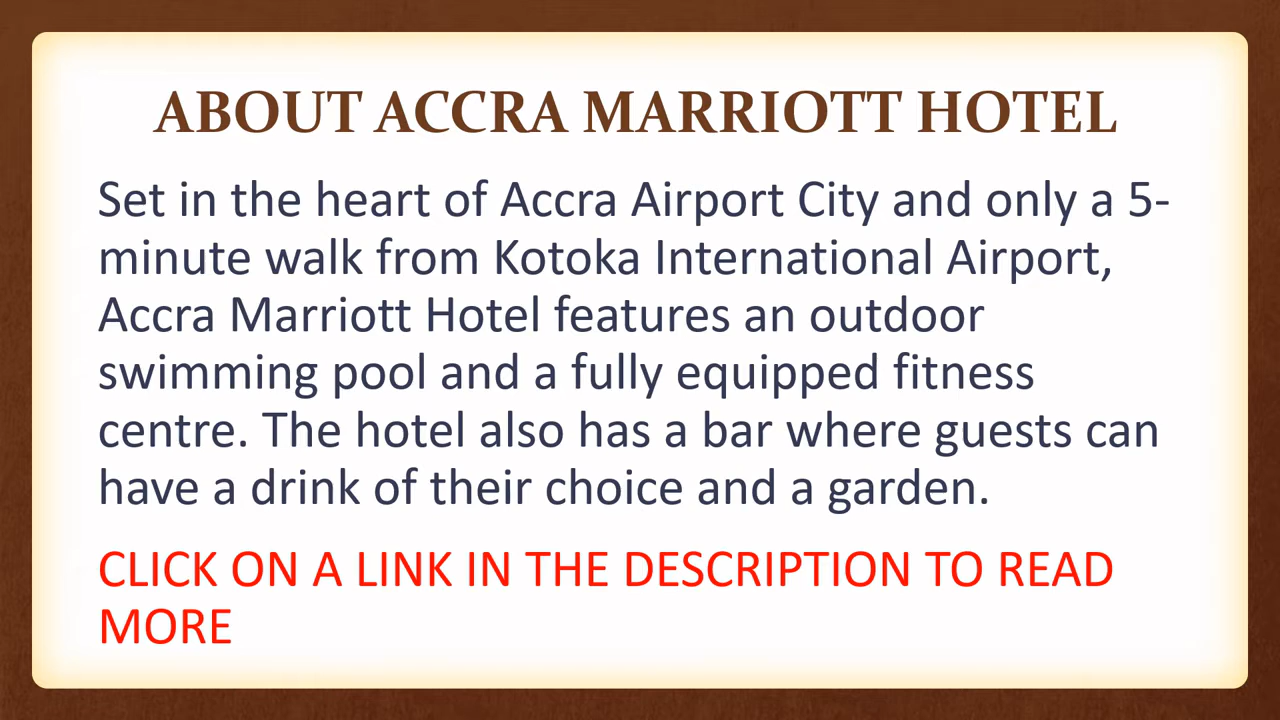 ABOUT ACCRA MARRIOTT HOTEL
Set in the heart of Accra Airport City and only a 5-
minute walk from Kotoka International Airport,
Accra Marriott Hotel features an outdoor
swimming pool and a fully equipped fitness
centre. The hotel also has a bar where guests can
have a drink of their choice and a garden.
CLICK ON A LINK IN THE DESCRIPTION TO READ
MORE